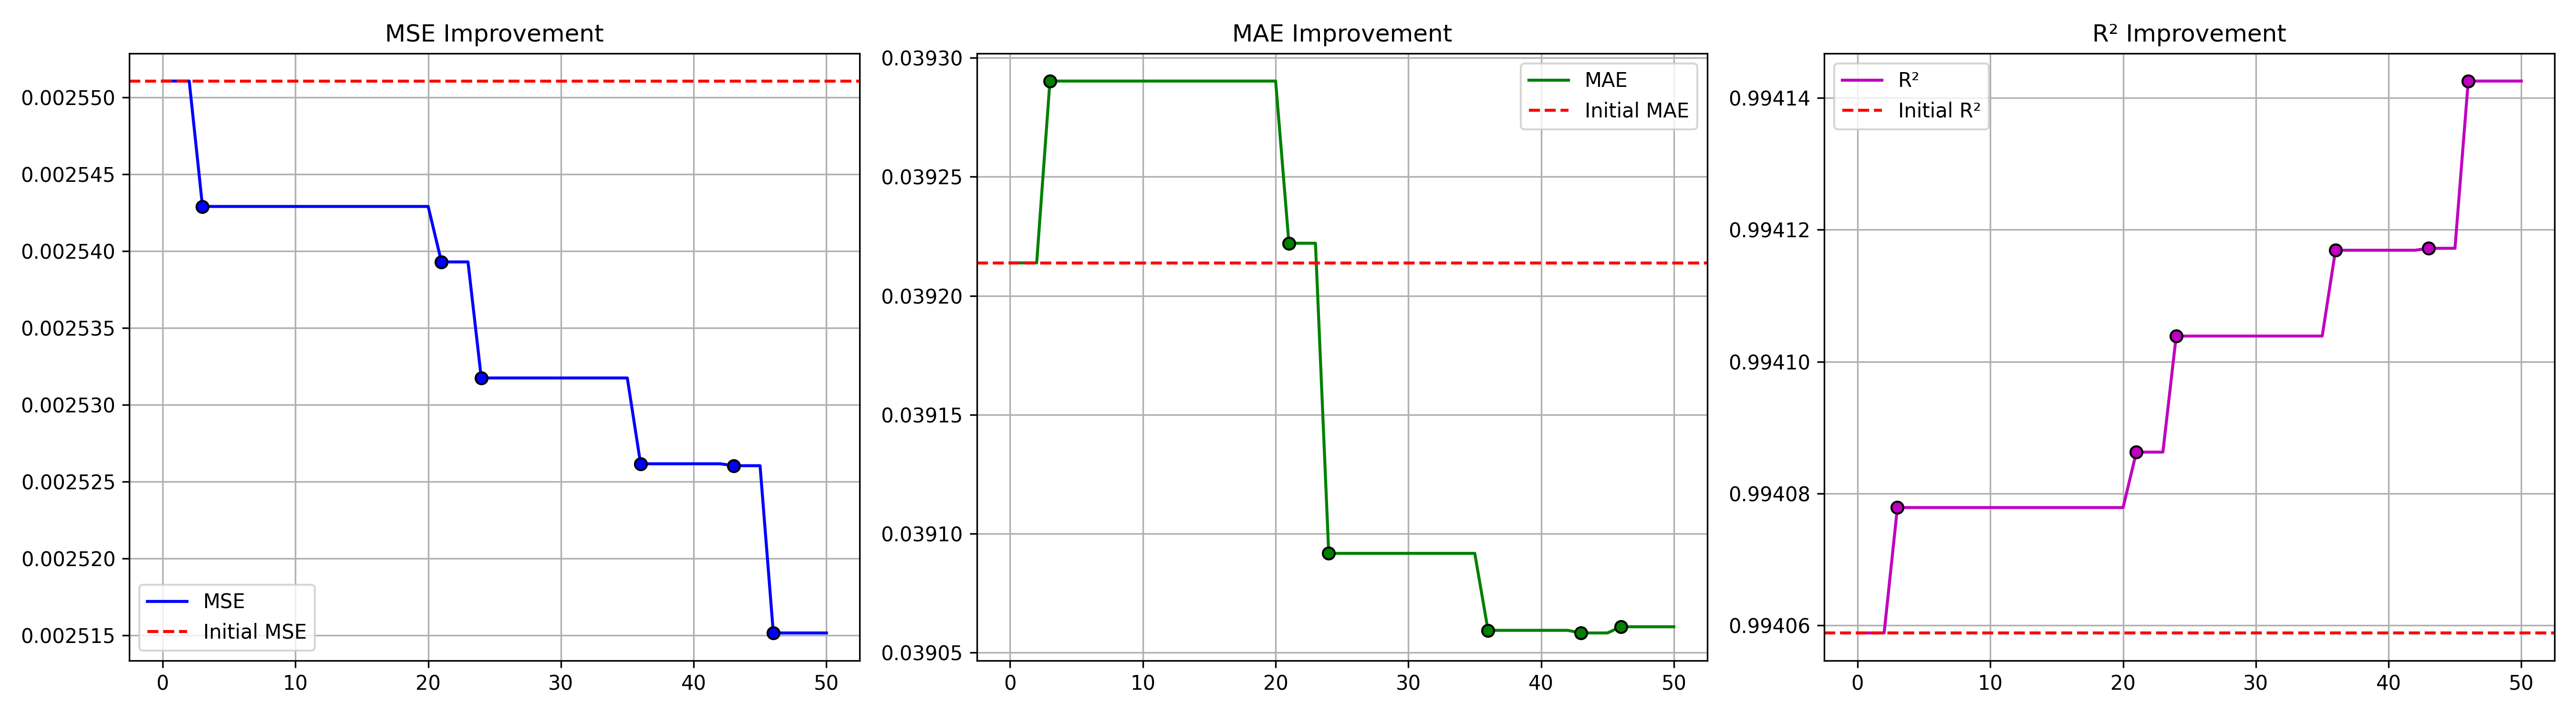 MSE Improvement
0.002550
0.002545
0.002540
0.002535
0.002530
0.002525
0.002520
0.002515
MSE
Initial MSE
0 10 20 30 40 50
MAE Improvement
0.03930
0.03925
0.03920
0.03915
0.03910
0.03905
MAE
Initial MAE
0 10 20 30 40 50
R² Improvement
0.99414
0.99412
0.99410
0.99408
0.99406
R²
Initial R²
0 10 20 30 40 50